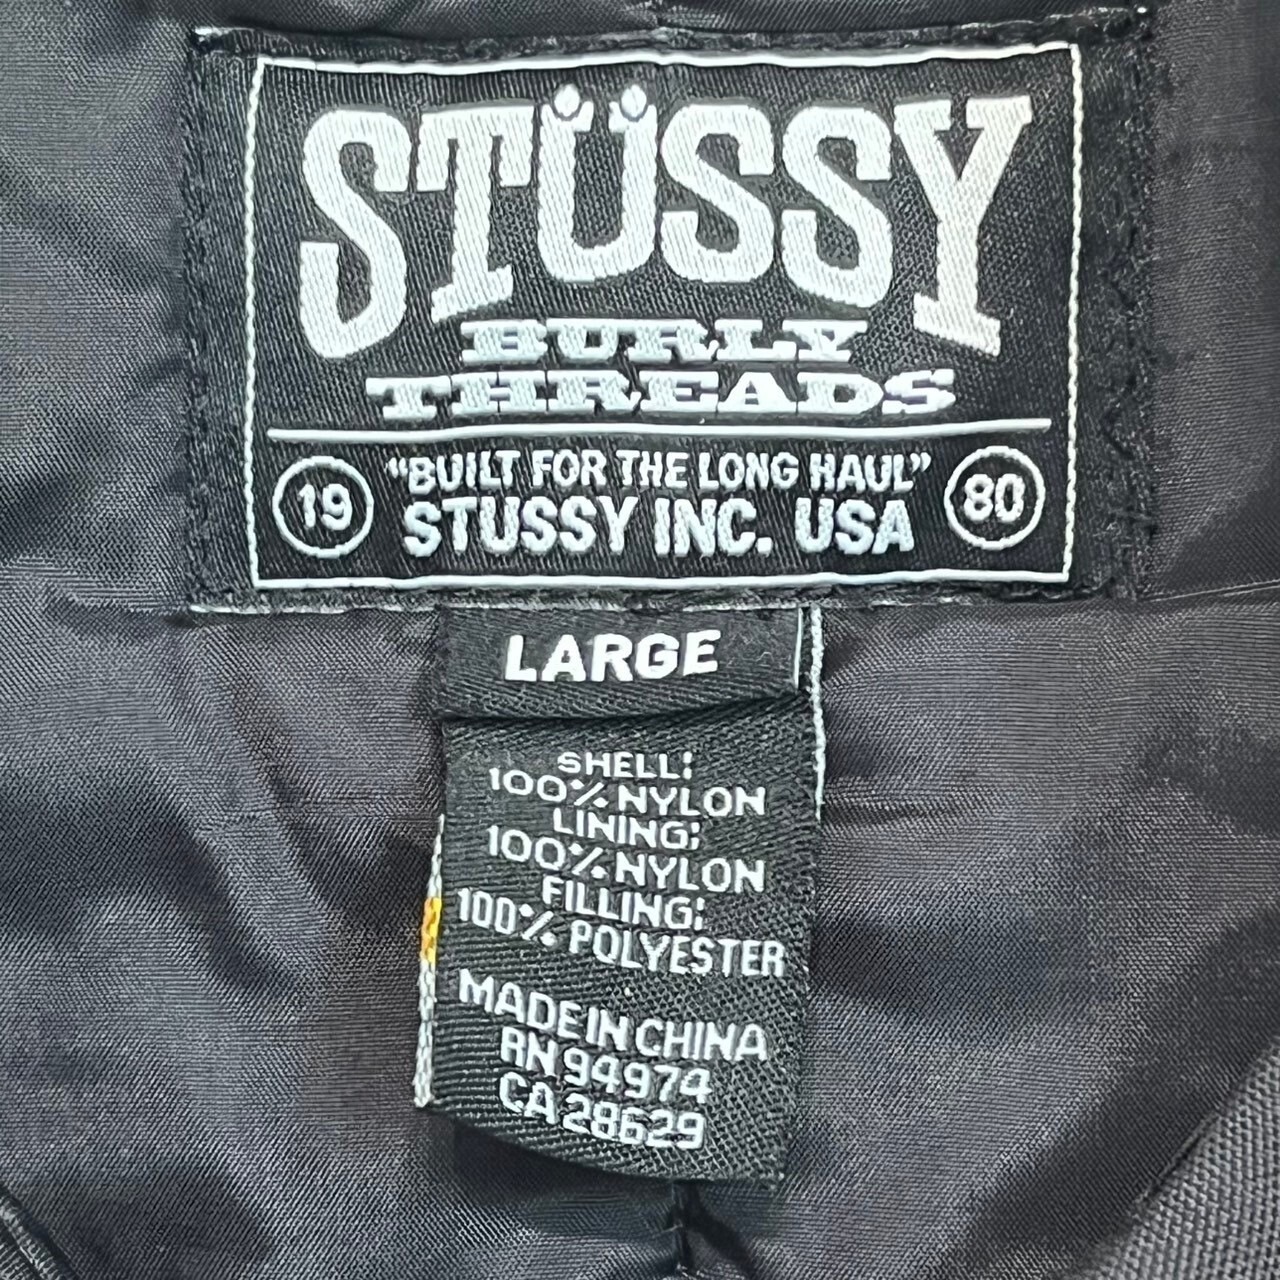 STÜSSY
BURLY
THREADS
19 "BUILT FOR THE LONG HAUL" 80
STUSSY INC. USA
LARGE
SHELL:
100% NYLON
LINING:
100% NYLON
FILLING:
100% POLYESTER
MADE IN CHINA
RN 94974
CA 28629